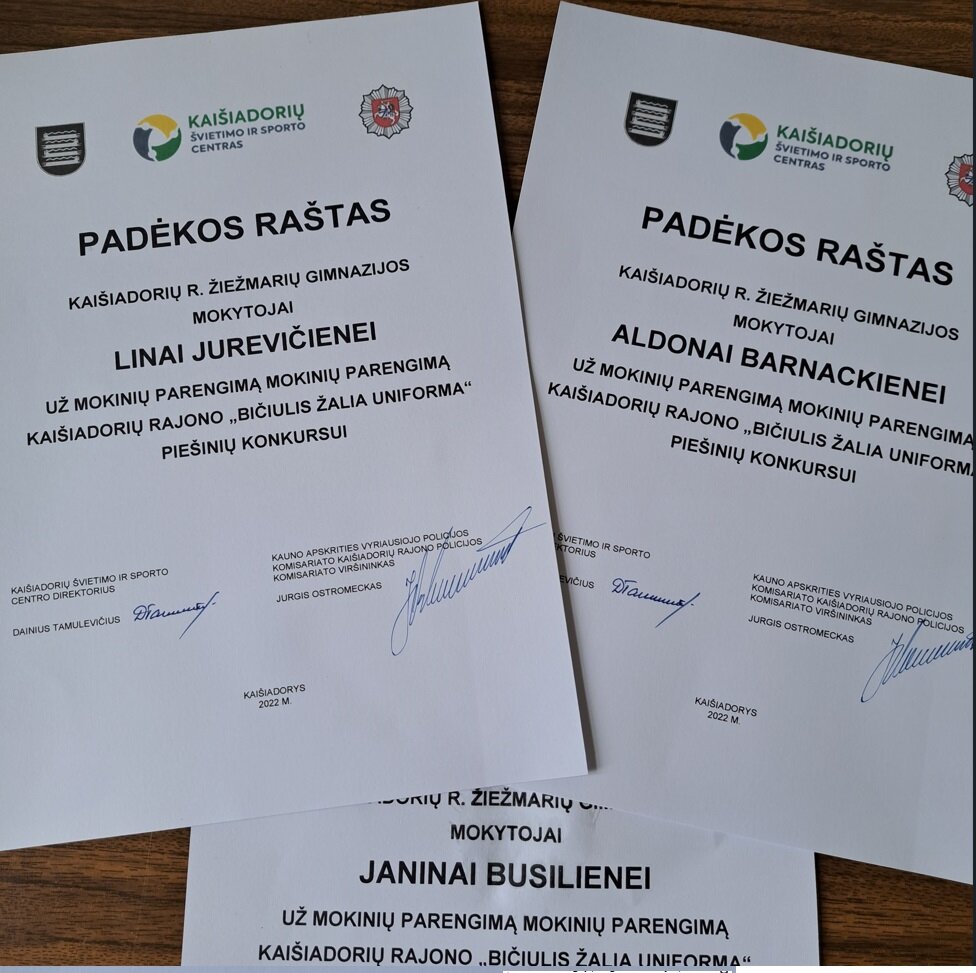 KAIŠIADORIŲ
ŠVIETIMO IR SPORTO
CENTRAS
PADĖKOS RAŠTAS
KAIŠIADORIŲ R. ŽIEŽMARIŲ GIMNAZIJOS
MOKYTOJAI
LINAI JUREVIČIENEI
UŽ MOKINIŲ PARENGIMĄ MOKINIŲ PARENGIMĄ
KAIŠIADORIŲ RAJONO „BIČIULIS ŽALIA UNIFORMA“
PIEŠINIŲ KONKURSUI
KAIŠIADORIŲ ŠVIETIMO IR SPORTO
CENTRO DIREKTORIUS
DAINIUS TAMULEVIČIUS
KAUNO APSKRITIES VYRIAUSIOJO POLICIJOS
KOMISARIATO KAIŠIADORIŲ RAJONO POLICIJOS
KOMISARIATO VIRŠININKAS
JURGIS OSTROMECKAS
KAIŠIADORYS
2022 M.
KAIŠIADORIŲ
ŠVIETIMO IR SPORTO
CENTRAS
PADĖKOS RAŠTAS
KAIŠIADORIŲ R. ŽIEŽMARIŲ GIMNAZIJOS
MOKYTOJAI
ALDONAI BARNACKIENEI
UŽ MOKINIŲ PARENGIMĄ MOKINIŲ PARENGIMĄ
KAIŠIADORIŲ RAJONO „BIČIULIS ŽALIA UNIFORMA
PIEŠINIŲ KONKURSUI
ŠVIETIMO IR SPORTO
EKTORIUS
EVIČIUS
KAUNO APSKRITIES VYRIAUSIOJO POLICIJOS
KOMISARIATO KAIŠIADORIŲ RAJONO POLICIJOS
KOMISARIATO VIRŠININKAS
JURGIS OSTROMECKAS
KAIŠIADORYS
2022 M.
R. ŽIEŽMARIŲ
MOKYTOJAI
JANINAI BUSILIENEI
UŽ MOKINIŲ PARENGIMĄ MOKINIŲ PARENGIMĄ
KAIŠIADORIŲ RAJONO „BIČIULIS ŽALIA UNIFORMA“